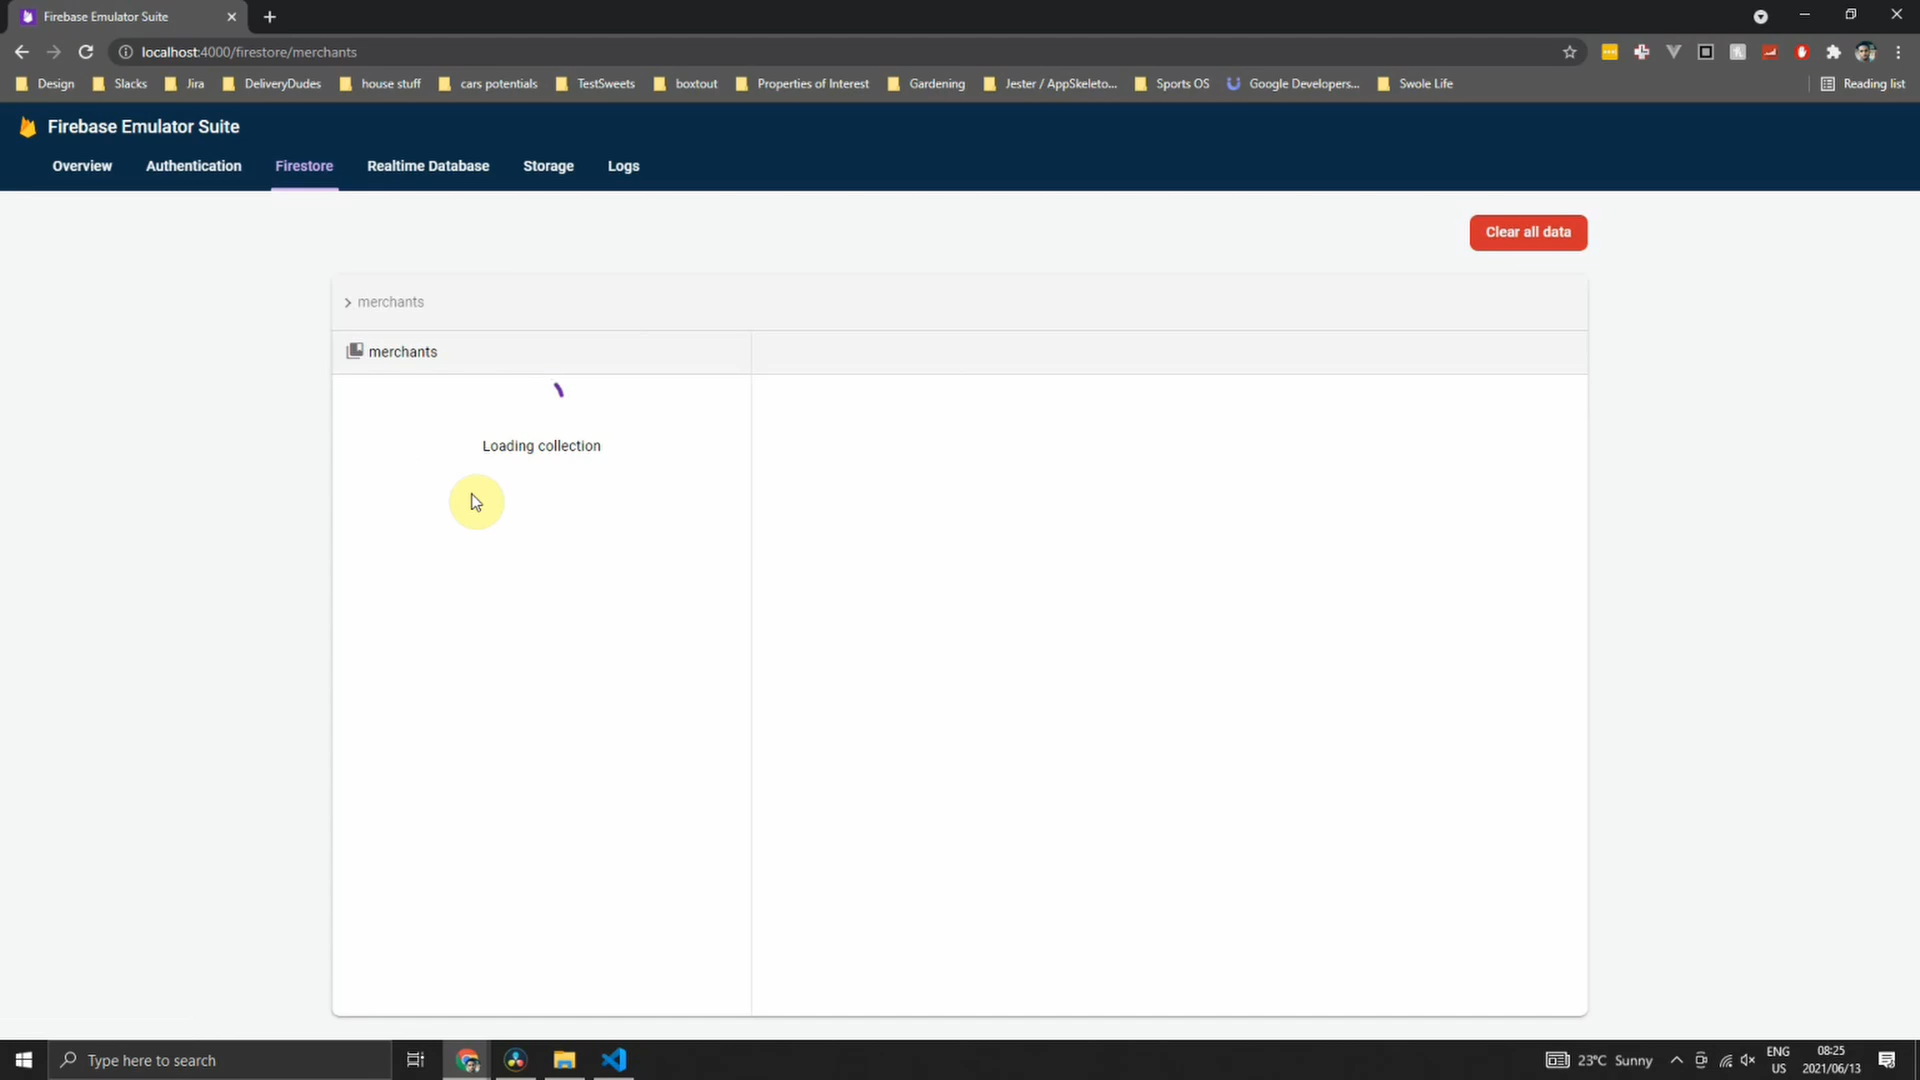 Firebase Emulator Suite
localhost:4000/firestore/merchants
Design Slacks Jira DeliveryDudes house stuff cars potentials TestSweets boxtout Properties of Interest Gardening Jester / AppSkeleto... Sports OS Google Developers... Swole Life Reading list
Firebase Emulator Suite
Overview Authentication Firestore Realtime Database Storage Logs
Clear all data
merchants
merchants
Loading collection
Type here to search
23°C Sunny
ENG
US
08:25
2021/06/13